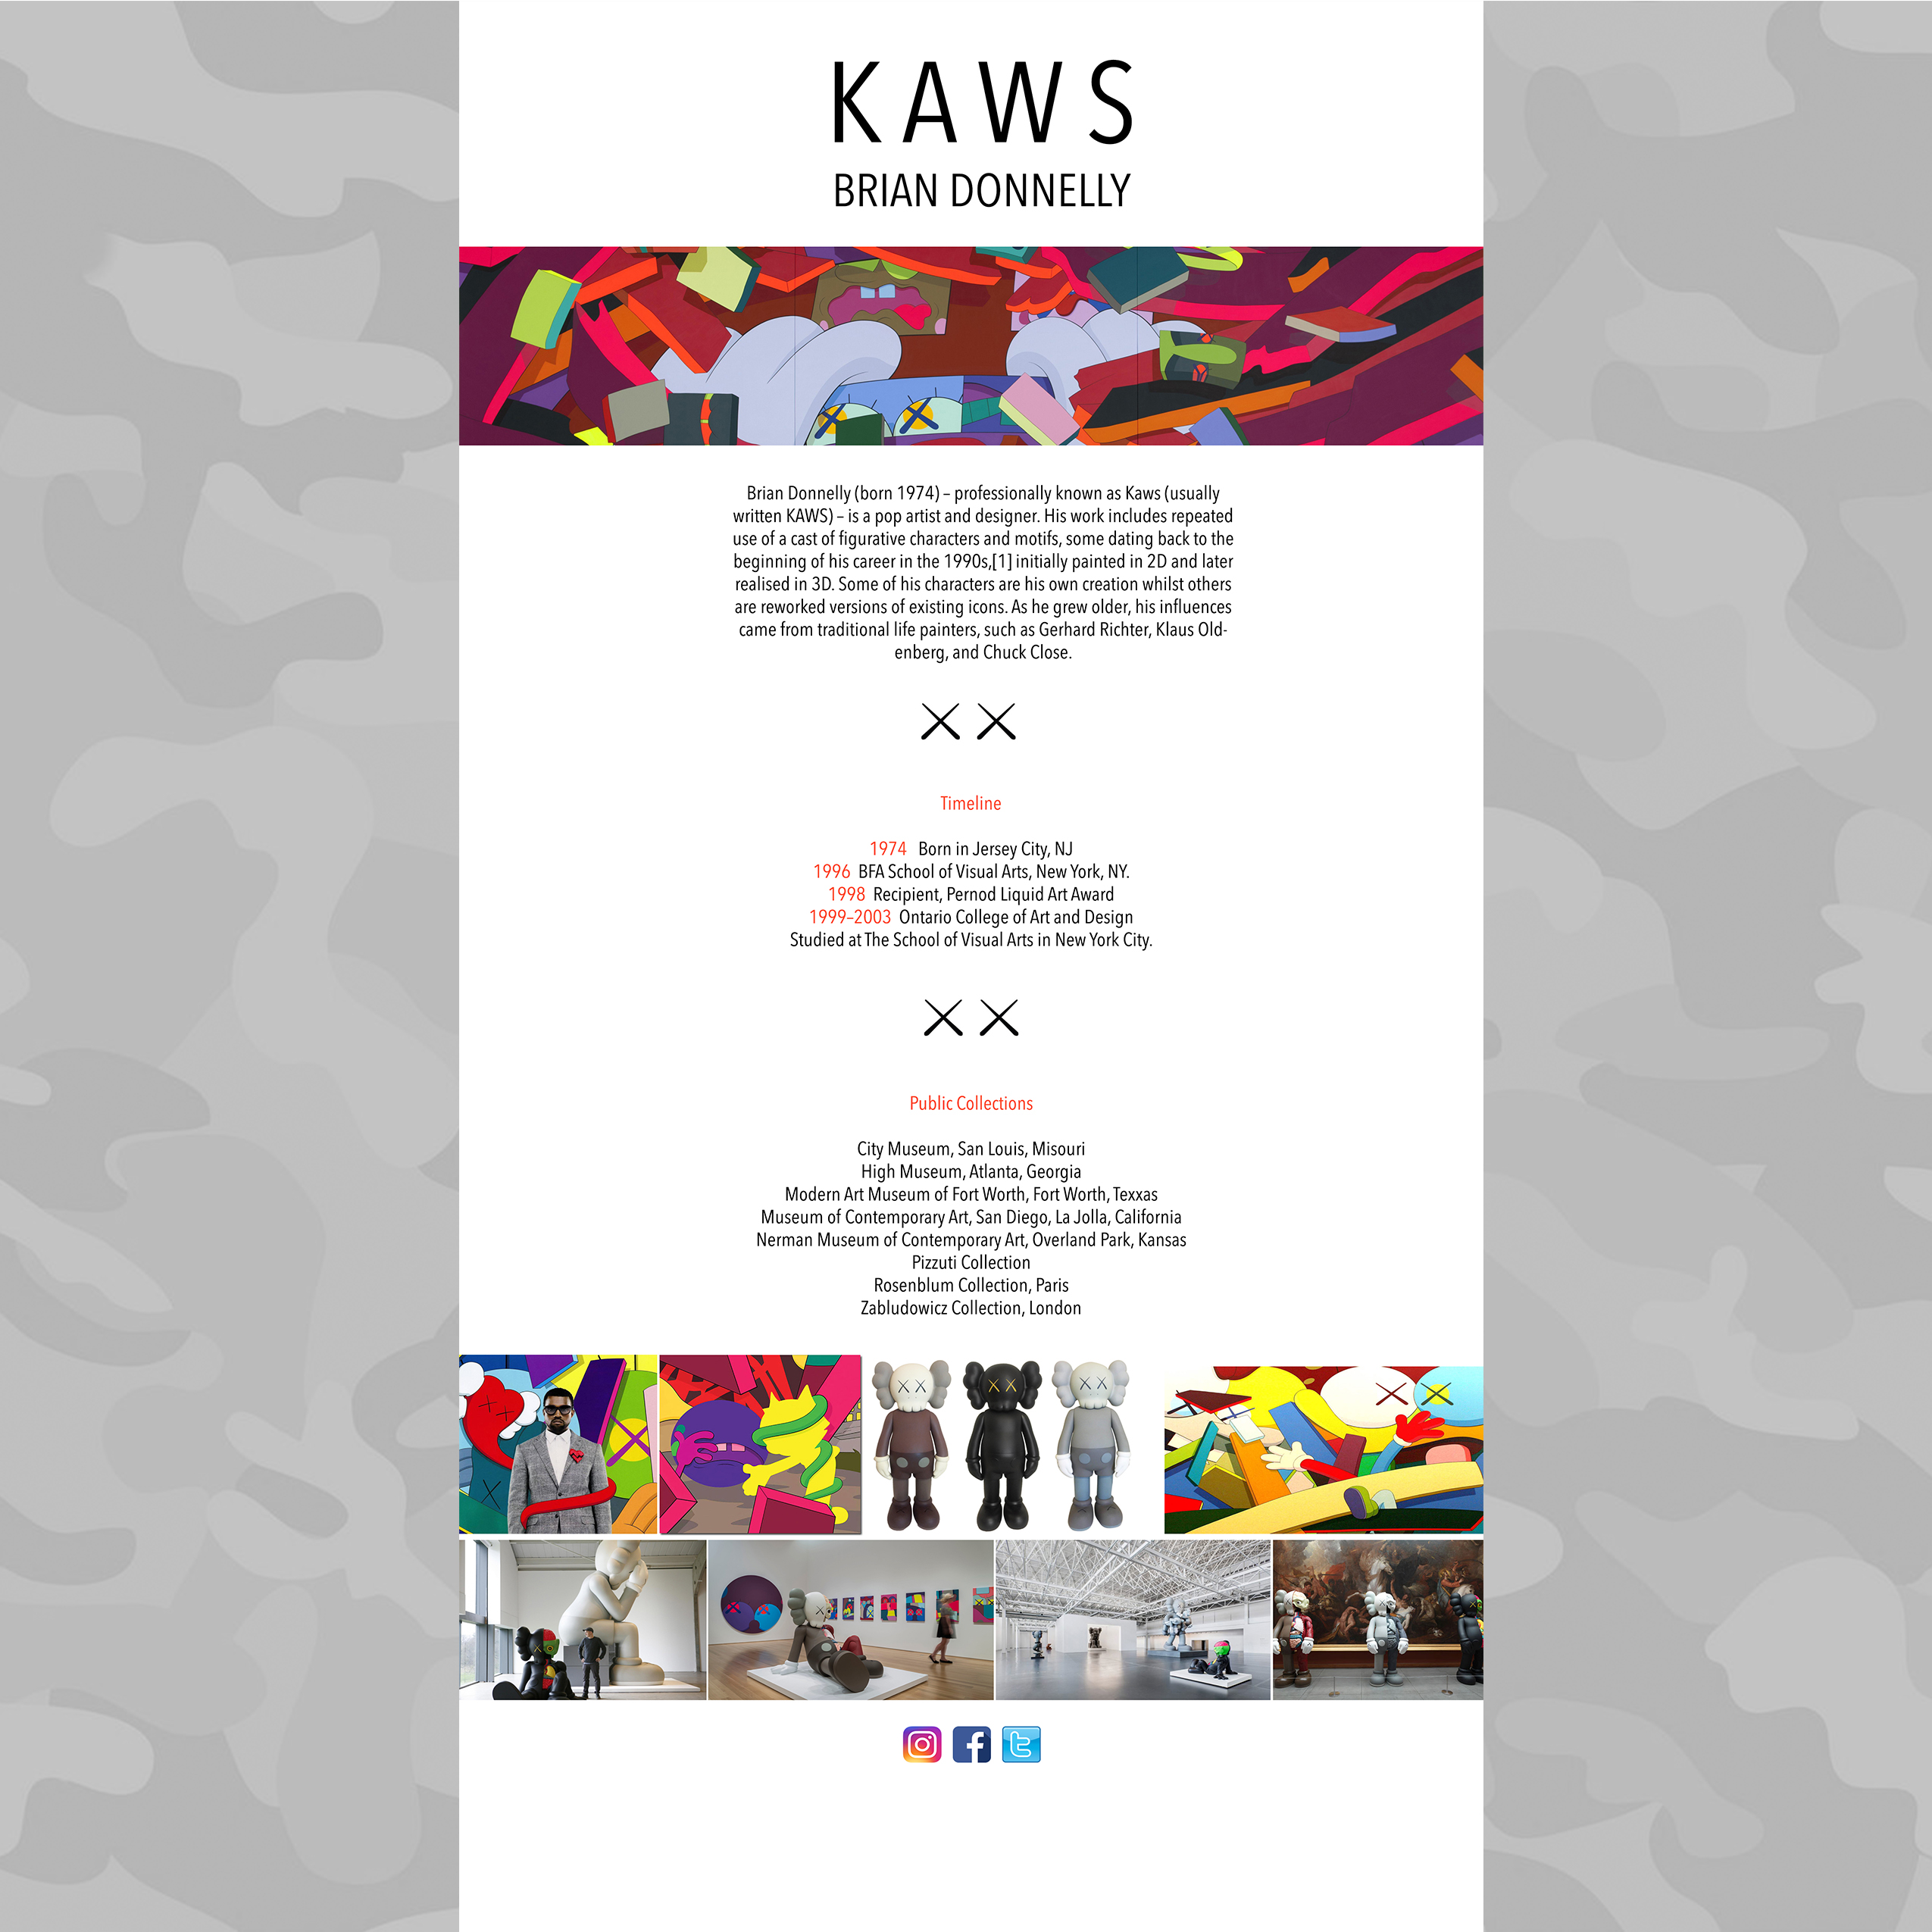 KAWS
BRIAN DONNELLY
Brian Donnelly (born 1974) – professionally known as Kaws (usually
written KAWS) – is a pop artist and designer. His work includes repeated
use of a cast of figurative characters and motifs, some dating back to the
beginning of his career in the 1990s,[1] initially painted in 2D and later
realised in 3D. Some of his characters are his own creation whilst others
are reworked versions of existing icons. As he grew older, his influences
came from traditional life painters, such as Gerhard Richter, Klaus Old-
enberg, and Chuck Close.
Timeline
1974 Born in Jersey City, NJ
1996 BFA School of Visual Arts, New York, NY.
1998 Recipient, Pernod Liquid Art Award
1999–2003 Ontario College of Art and Design
Studied at The School of Visual Arts in New York City.
Public Collections
City Museum, San Louis, Misouri
High Museum, Atlanta, Georgia
Modern Art Museum of Fort Worth, Fort Worth, Texxas
Museum of Contemporary Art, San Diego, La Jolla, California
Nerman Museum of Contemporary Art, Overland Park, Kansas
Pizzuti Collection
Rosenblum Collection, Paris
Zabludowicz Collection, London